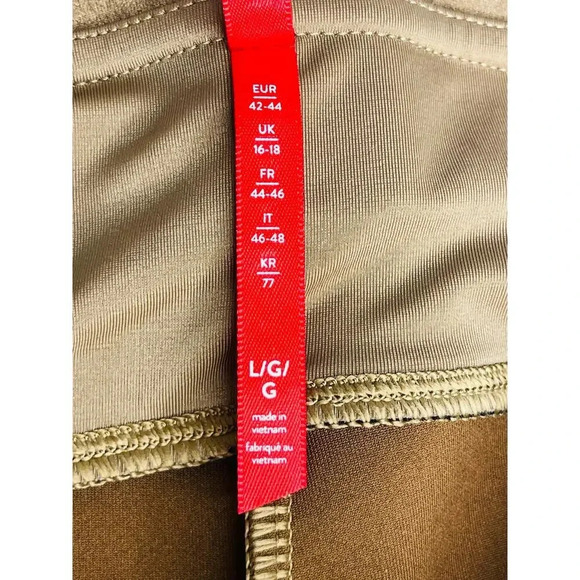 EUR
42-44
UK
16-18
FR
44-46
IT
46-48
KR
77
L/G/
G
made in
vietnam
fabriqué au
vietnam